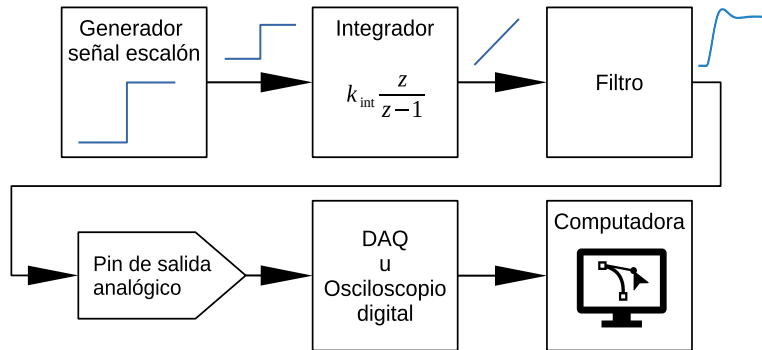 Generador
señal escalón
Integrador
k int z
z−1
Filtro
Pin de salida
analógico
DAQ
u
Osciloscopio
digital
Computadora